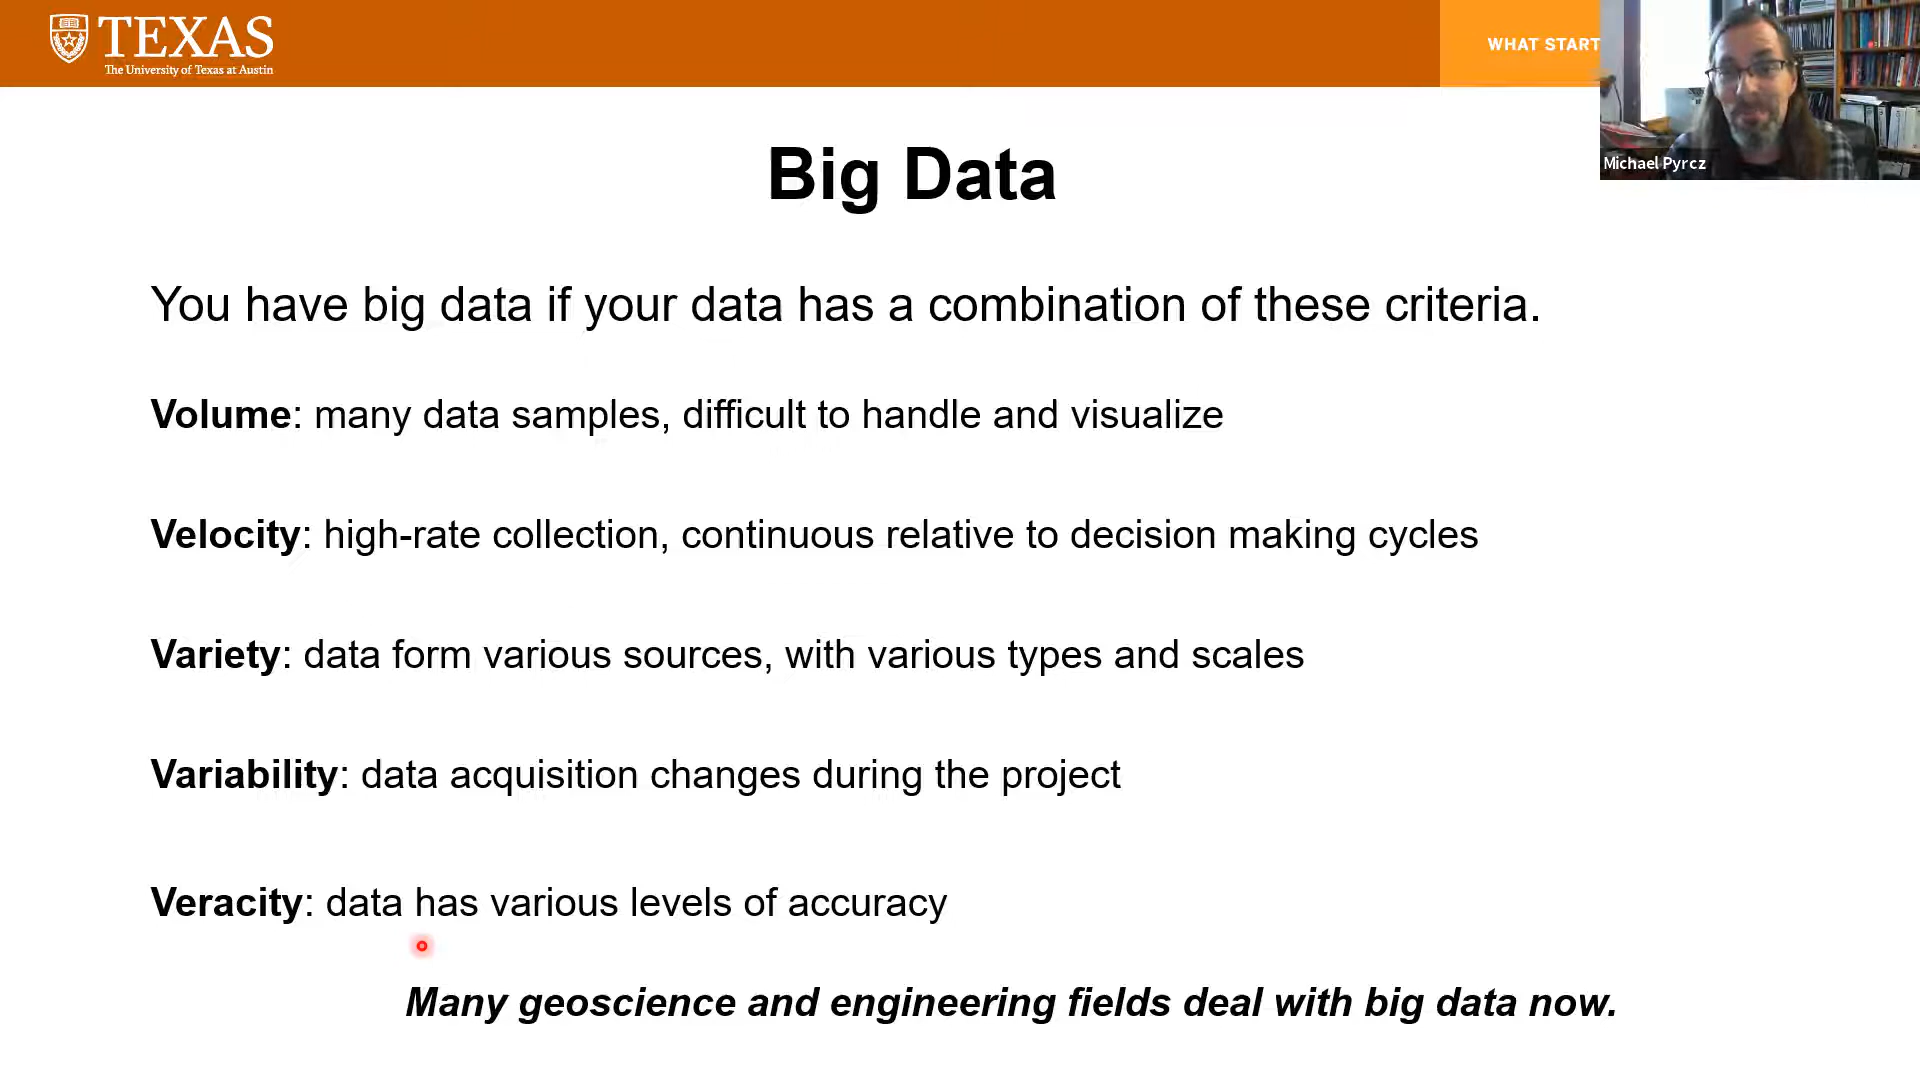 TEXAS
The University of Texas at Austin
WHAT START
Michael Pyrcz
Big Data
You have big data if your data has a combination of these criteria.
Volume: many data samples, difficult to handle and visualize
Velocity: high-rate collection, continuous relative to decision making cycles
Variety: data form various sources, with various types and scales
Variability: data acquisition changes during the project
Veracity: data has various levels of accuracy
Many geoscience and engineering fields deal with big data now.